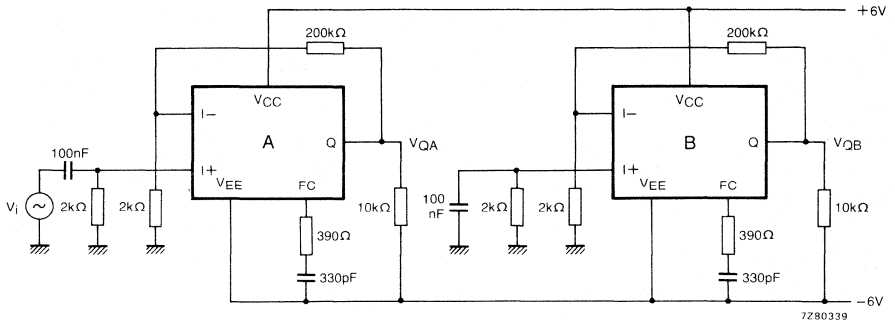 +6V
200kΩ
200kΩ
VCC
I−
A
Q
VQA
I+
VEE
FC
100nF
Vi
2kΩ
2kΩ
10kΩ
390Ω
330pF
VCC
I−
B
Q
VQB
I+
VEE
FC
100
nF
2kΩ
2kΩ
10kΩ
390Ω
330pF
−6V
7Z80339